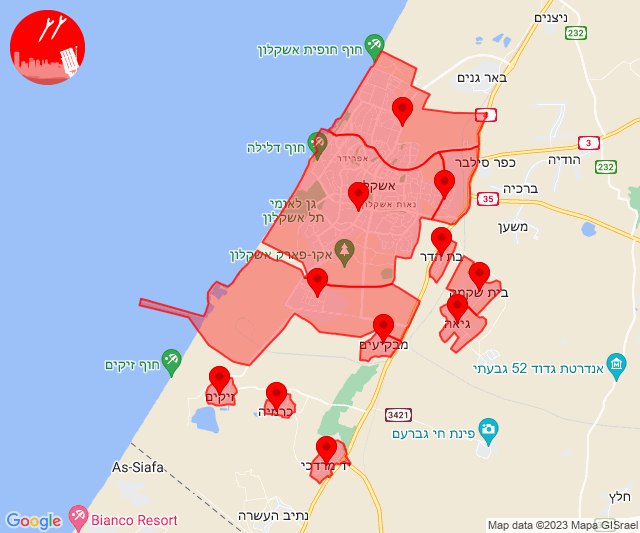 ניצנים
232
חוף חופית אשקלון
באר גנים
4
3
חוף דלילה
אפרידר
כפר סילבר
הודיה
232
אשקלון
ברכיה
גן לאומי
תל אשקלון
נאות אשקלון
35
משען
אקו-פארק אשקלון
בת הדר
בית שקמה
גיאה
מבקיעים
חוף זיקים
אנדרטת גדוד 52 גבעתי
זיקים
כרמיה
3421
פינת חי גברעם
As-Siafa
יד מרדכי
חלץ
Bianco Resort
נתיב העשרה
Google
Map data ©2023 Mapa GISrael